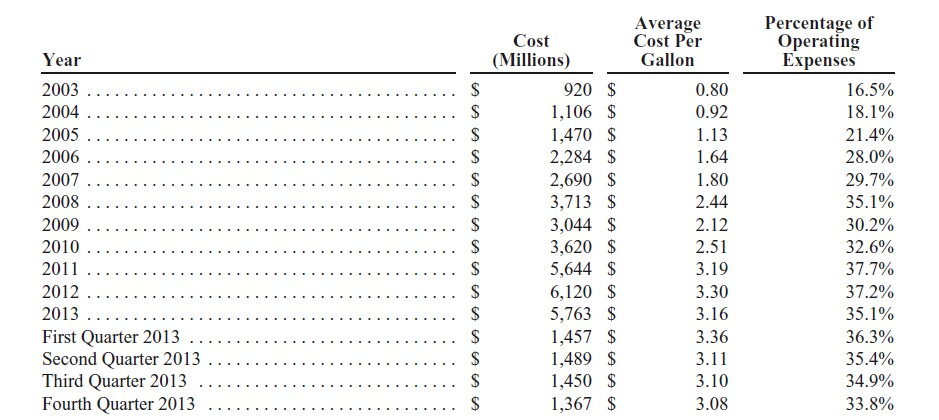 Year Cost (Millions) Average Cost Per Gallon Percentage of Operating Expenses
2003 ........................................ $ 920 $ 0.80 16.5%
2004 ........................................ $ 1,106 $ 0.92 18.1%
2005 ........................................ $ 1,470 $ 1.13 21.4%
2006 ........................................ $ 2,284 $ 1.64 28.0%
2007 ........................................ $ 2,690 $ 1.80 29.7%
2008 ........................................ $ 3,713 $ 2.44 35.1%
2009 ........................................ $ 3,044 $ 2.12 30.2%
2010 ........................................ $ 3,620 $ 2.51 32.6%
2011 ........................................ $ 5,644 $ 3.19 37.7%
2012 ........................................ $ 6,120 $ 3.30 37.2%
2013 ........................................ $ 5,763 $ 3.16 35.1%
First Quarter 2013 ............................. $ 1,457 $ 3.36 36.3%
Second Quarter 2013 ........................... $ 1,489 $ 3.11 35.4%
Third Quarter 2013 ............................ $ 1,450 $ 3.10 34.9%
Fourth Quarter 2013 ........................... $ 1,367 $ 3.08 33.8%